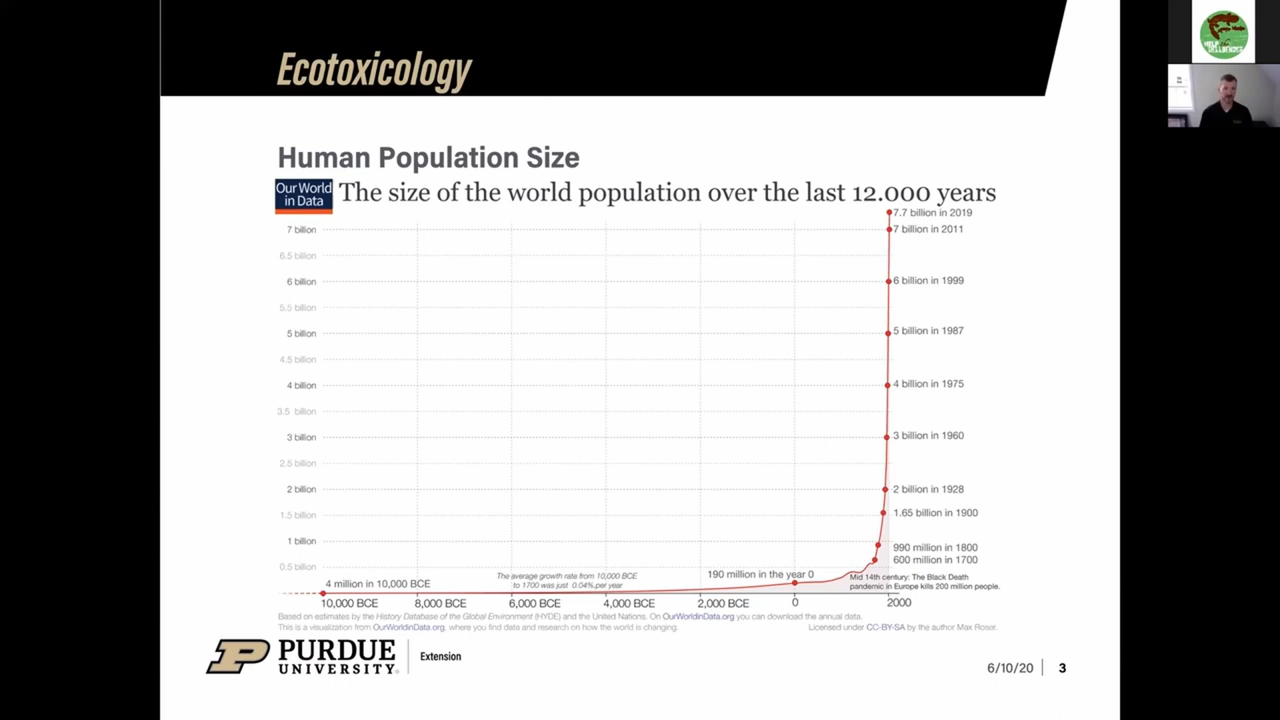 Ecotoxicology
HELP THE
HELLBENDER
Human Population Size
Our World
in Data
The size of the world population over the last 12.000 years
7.7 billion in 2019
7 billion
7 billion in 2011
6.5 billion
6 billion
6 billion in 1999
5.5 billion
5 billion
5 billion in 1987
4.5 billion
4 billion
4 billion in 1975
3.5 billion
3 billion
3 billion in 1960
2.5 billion
2 billion
2 billion in 1928
1.5 billion
1.65 billion in 1900
1 billion
990 million in 1800
600 million in 1700
0.5 billion
4 million in 10,000 BCE
The average growth rate from 10,000 BCE
to 1700 was just 0.04% per year
190 million in the year 0
Mid 14th century: The Black Death
pandemic in Europe kills 200 million people.
10,000 BCE
8,000 BCE
6,000 BCE
4,000 BCE
2,000 BCE
0
2000
Based on estimates by the History Database of the Global Environment (HYDE) and the United Nations. On OurWorldinData.org you can download the annual data.
This is a visualization from OurWorldinData.org, where you find data and research on how the world is changing.
Licensed under CC-BY-SA by the author Max Roser.
P PURDUE
UNIVERSITY
Extension
6/10/20
3